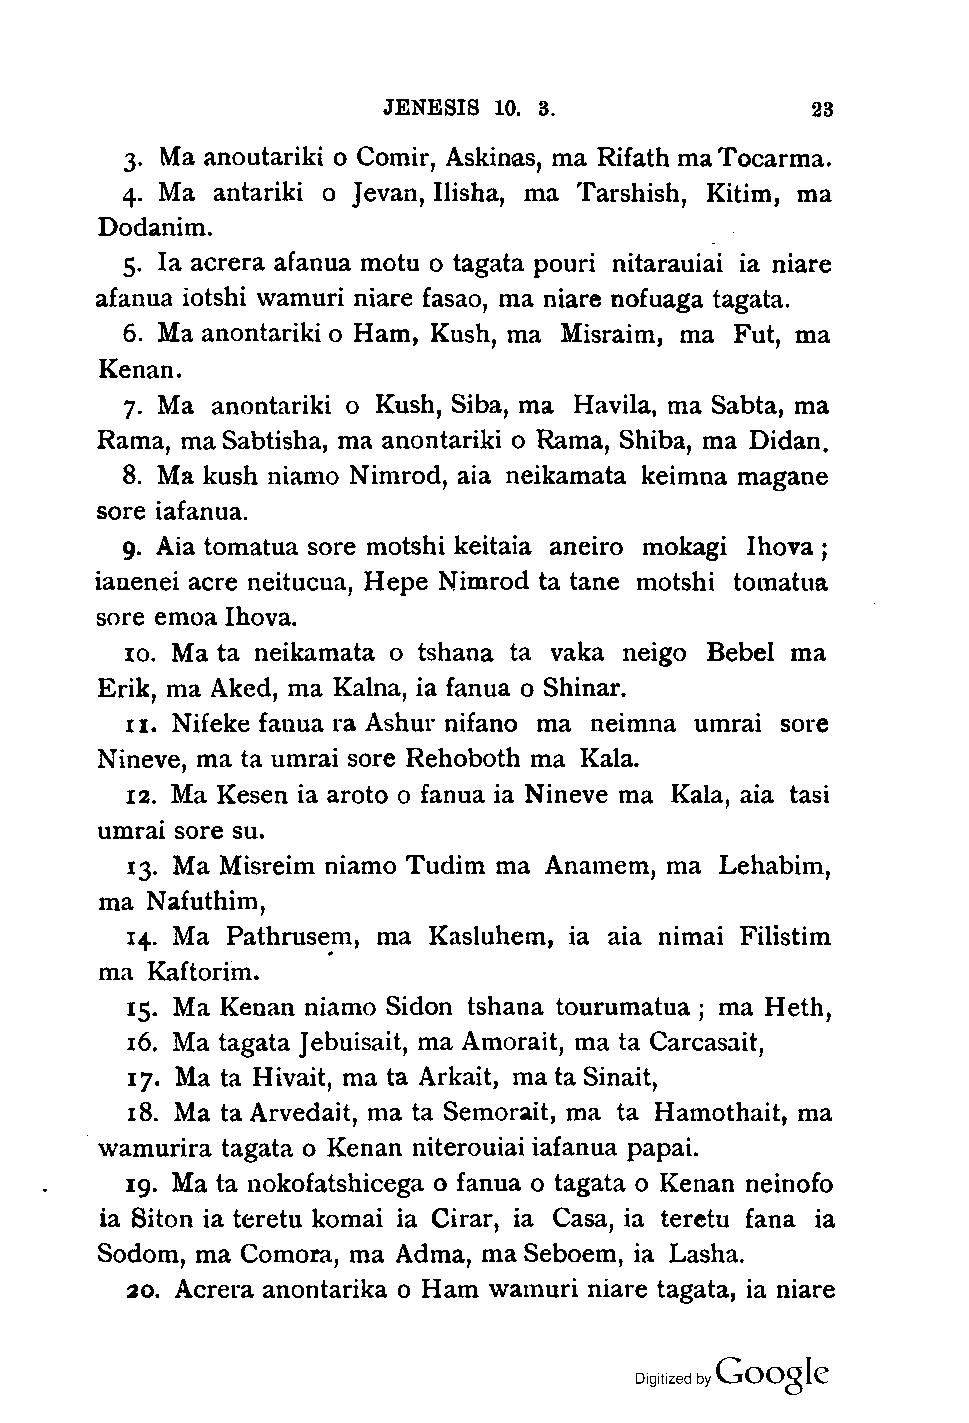 JENESIS 10. 3. 23
3. Ma anoutariki o Comir, Askinas, ma Rifath ma Tocarma.
4. Ma antariki o Jevan, Ilisha, ma Tarshish, Kitim, ma
Dodanim.
5. Ia acrera afanua motu o tagata pouri nitarauiai ia niare
afanua iotshi wamuri niare fasao, ma niare nofuaga tagata.
6. Ma anontariki o Ham, Kush, ma Misraim, ma Fut, ma
Kenan.
7. Ma anontariki o Kush, Siba, ma Havila, ma Sabta, ma
Rama, ma Sabtisha, ma anontariki o Rama, Shiba, ma Didan.
8. Ma kush niamo Nimrod, aia neikamata keimna magane
sore iafanua.
9. Aia tomatua sore motshi keitaia aneiro mokagi Ihova;
iauenei acre neitucua, Hepe Nimrod ta tane motshi tomatua
sore emoa Ihova.
10. Ma ta neikamata o tshana ta vaka neigo Bebel ma
Erik, ma Aked, ma Kalna, ia fanua o Shinar.
11. Nifeke fauua ra Ashur nifano ma neimna umrai sore
Nineve, ma ta umrai sore Rehoboth ma Kala.
12. Ma Kesen ia aroto o fanua ia Nineve ma Kala, aia tasi
umrai sore su.
13. Ma Misreim niamo Tudim ma Anamem, ma Lehabim,
ma Nafuthim,
14. Ma Pathrusem, ma Kasluhem, ia aia nimai Filistim
ma Kaftorim.
15. Ma Kenan niamo Sidon tshana tourumatua; ma Heth,
16. Ma tagata Jebuisait, ma Amorait, ma ta Carcasait,
17. Ma ta Hivait, ma ta Arkait, ma ta Sinait,
18. Ma ta Arvedait, ma ta Semorait, ma ta Hamothait, ma
wamurira tagata o Kenan niterouiai iafanua papai.
19. Ma ta nokofatshicega o fanua o tagata o Kenan neinofo
ia Siton ia teretu komai ia Cirar, ia Casa, ia teretu fana ia
Sodom, ma Comora, ma Adma, ma Seboem, ia Lasha.
20. Acrera anontarika o Ham wamuri niare tagata, ia niare
Digitized by Google